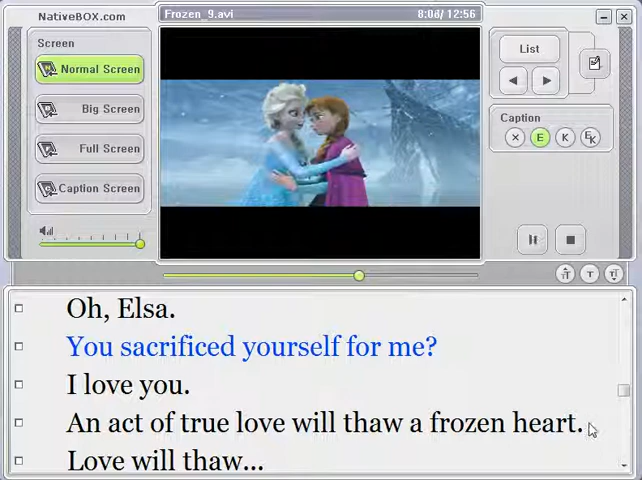 NativeBOX.com
Frozen_9.avi
8:06/ 12:56
Screen
Normal Screen
Big Screen
Full Screen
Caption Screen
List
Caption
E
K
EK
T
T
T
Oh, Elsa.
You sacrificed yourself for me?
I love you.
An act of true love will thaw a frozen heart.
Love will thaw...